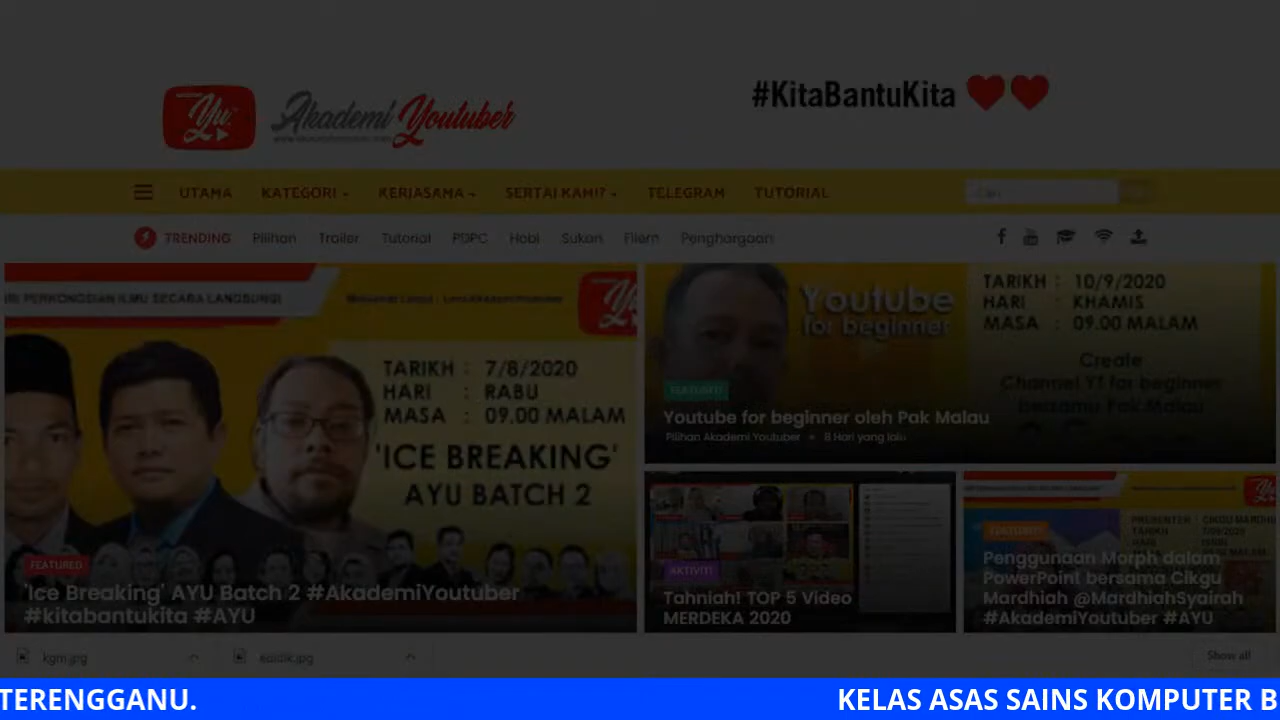 #KitaBantuKita
Yu
Akademi Youtuber
UTAMA KATEGORI KERJASAMA SERTAI KAMI? TELEGRAM TUTORIAL
TRENDING Pilihan Trailer Tutorial PDPC Hobi Sukan Filem Penghargaan
PERKONGSIAN ILMU SECARA LANGSUNG!
TARIKH : 7/8/2020
HARI : RABU
MASA : 09.00 MALAM
'ICE BREAKING'
AYU BATCH 2
FEATURED
'Ice Breaking' AYU Batch 2 #AkademiYoutuber
#kitabantukita #AYU
Youtube
for beginner
TARIKH : 10/9/2020
HARI : KHAMIS
MASA : 09.00 MALAM
Create
Channel YT for beginner
bersama Pak Malau
FEATURED
Youtube for beginner oleh Pak Malau
Pilihan Akademi Youtuber 8 Hari yang lalu
AKTIVITI
Tahniah! TOP 5 Video
MERDEKA 2020
FEATURED
Penggunaan Morph dalam
PowerPoint bersama Cikgu
Mardhiah @MardhiahSyairah
#AkademiYoutuber #AYU
kgm.jpg
Show all
TERENGGANU. KELAS ASAS SAINS KOMPUTER B